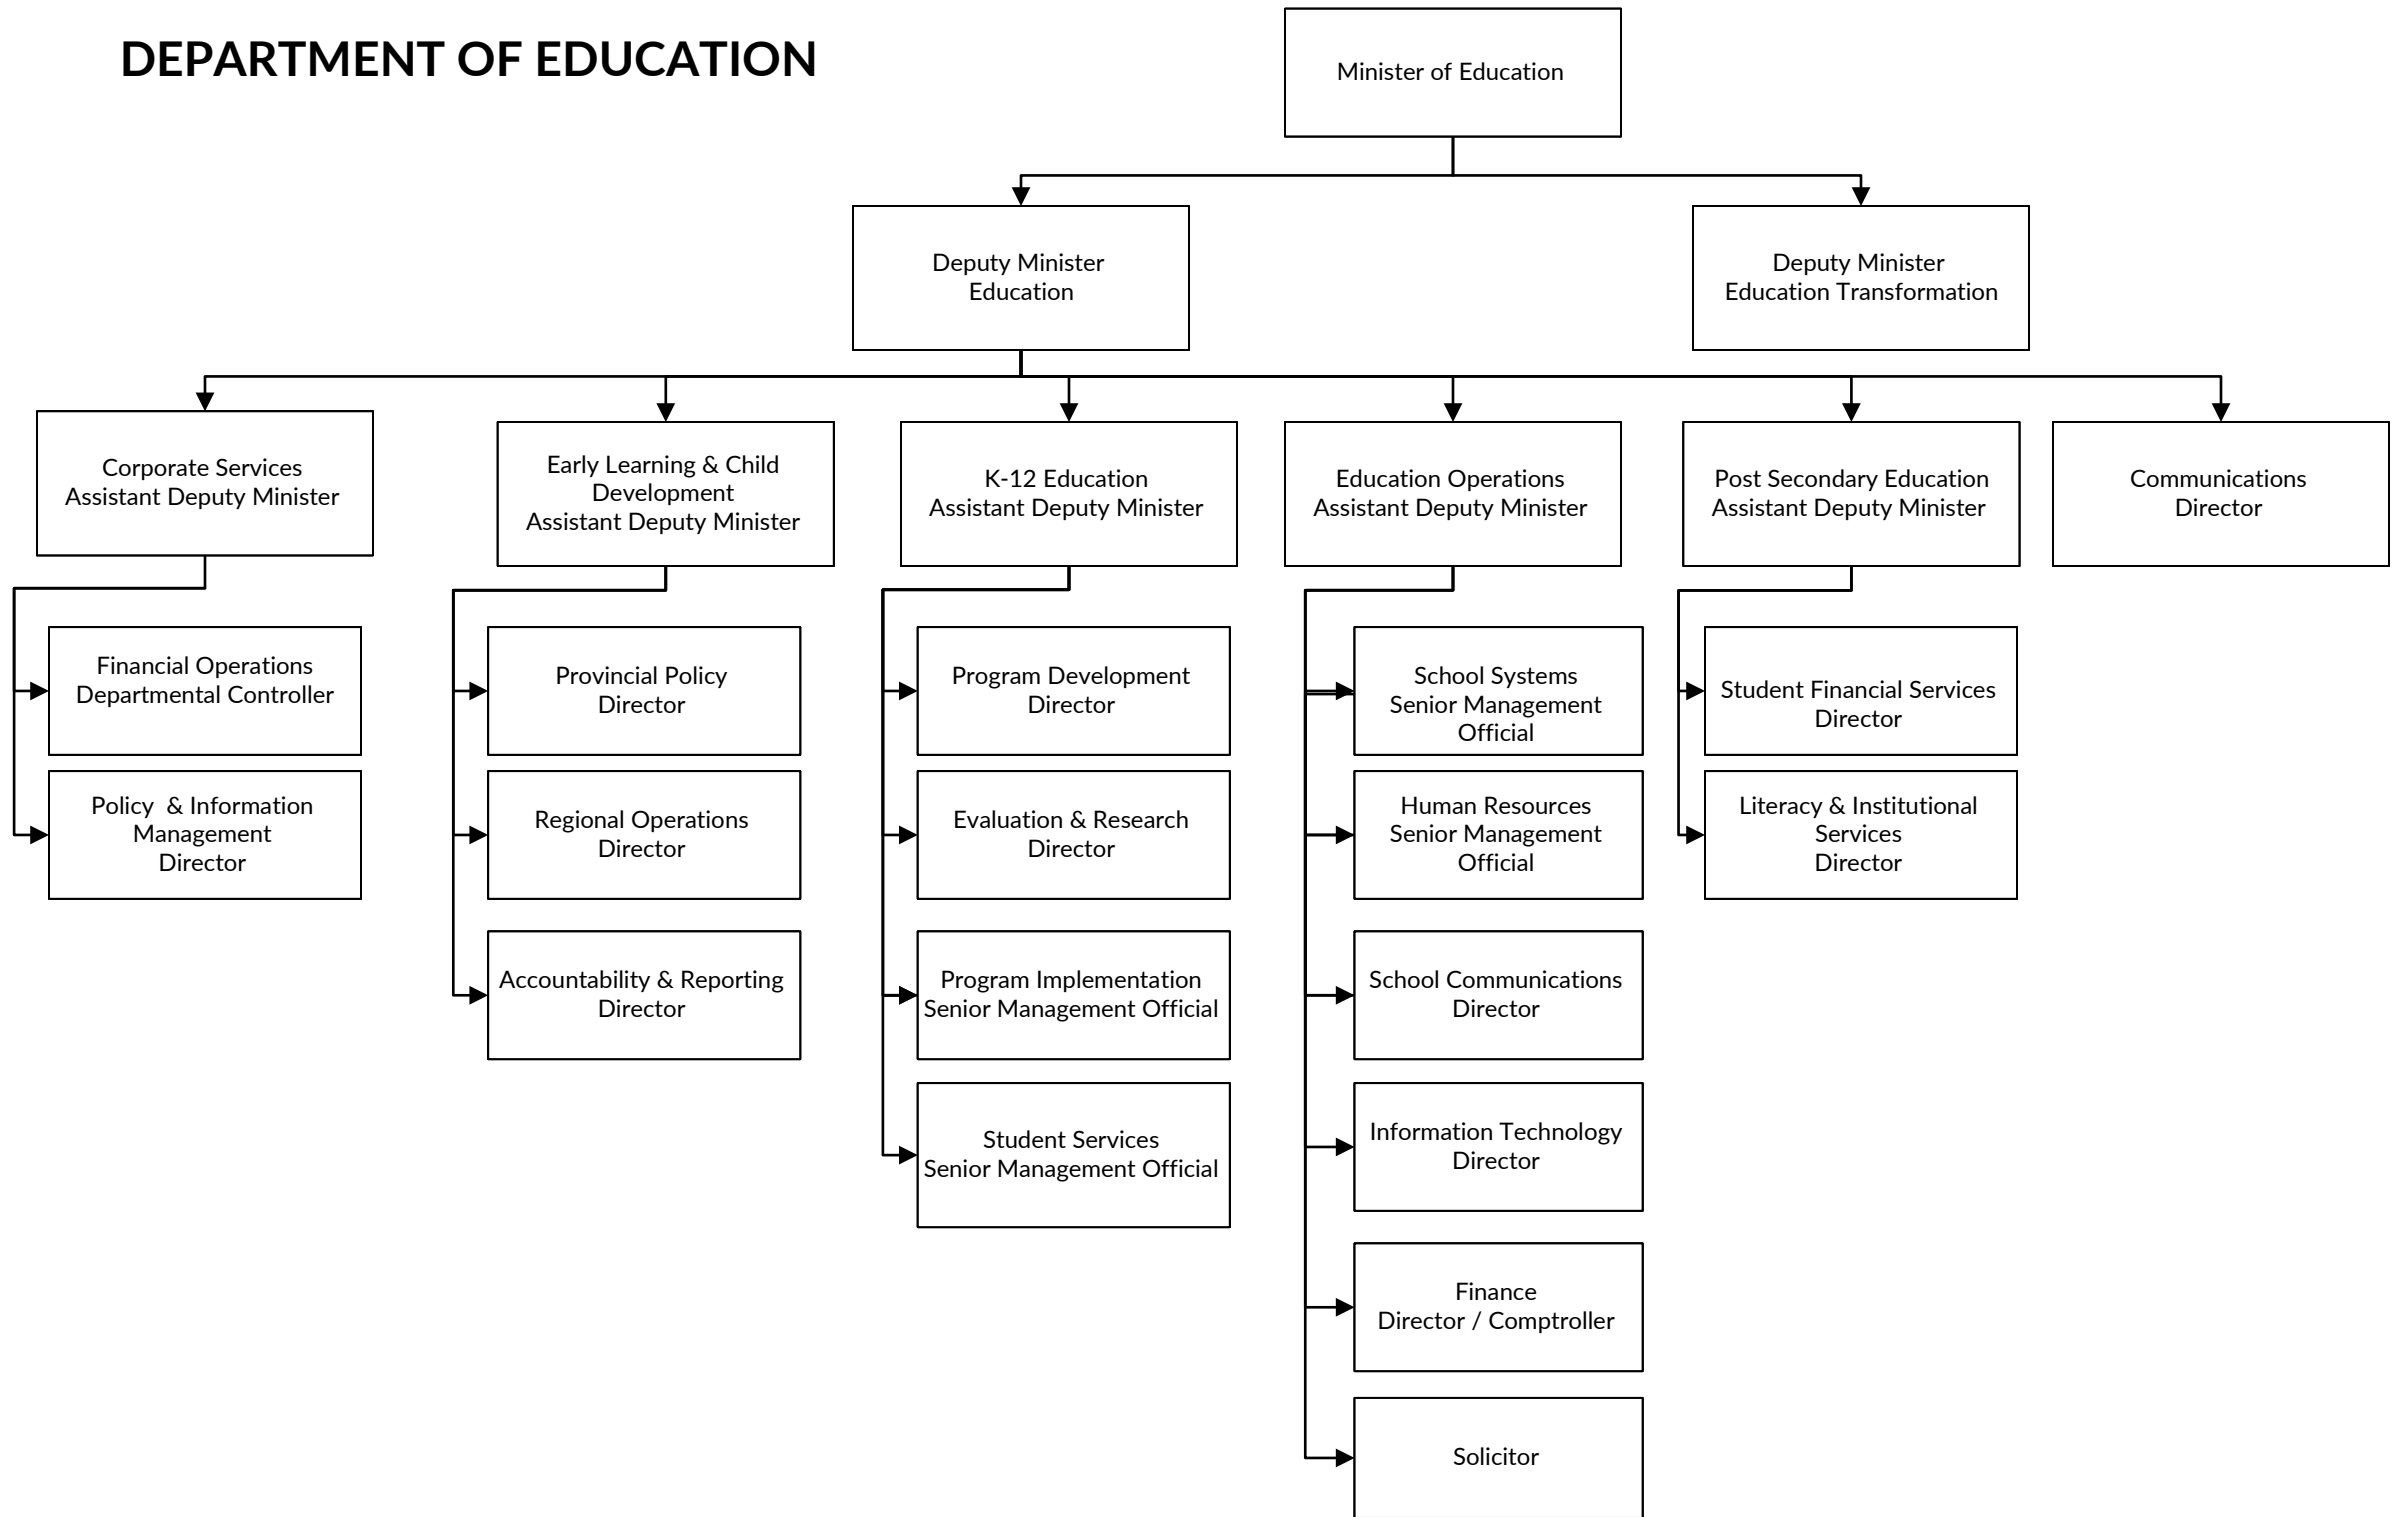 DEPARTMENT OF EDUCATION
Minister of Education
Deputy Minister
Education
Deputy Minister
Education Transformation
Corporate Services
Assistant Deputy Minister
Early Learning & Child
Development
Assistant Deputy Minister
K-12 Education
Assistant Deputy Minister
Education Operations
Assistant Deputy Minister
Post Secondary Education
Assistant Deputy Minister
Communications
Director
Financial Operations
Departmental Controller
Policy  & Information
Management
Director
Provincial Policy
Director
Regional Operations
Director
Accountability & Reporting
Director
Program Development
Director
Evaluation & Research
Director
Program Implementation
Senior Management Official
Student Services
Senior Management Official
School Systems
Senior Management
Official
Human Resources
Senior Management
Official
School Communications
Director
Information Technology
Director
Finance
Director / Comptroller
Solicitor
Student Financial Services
Director
Literacy & Institutional
Services
Director